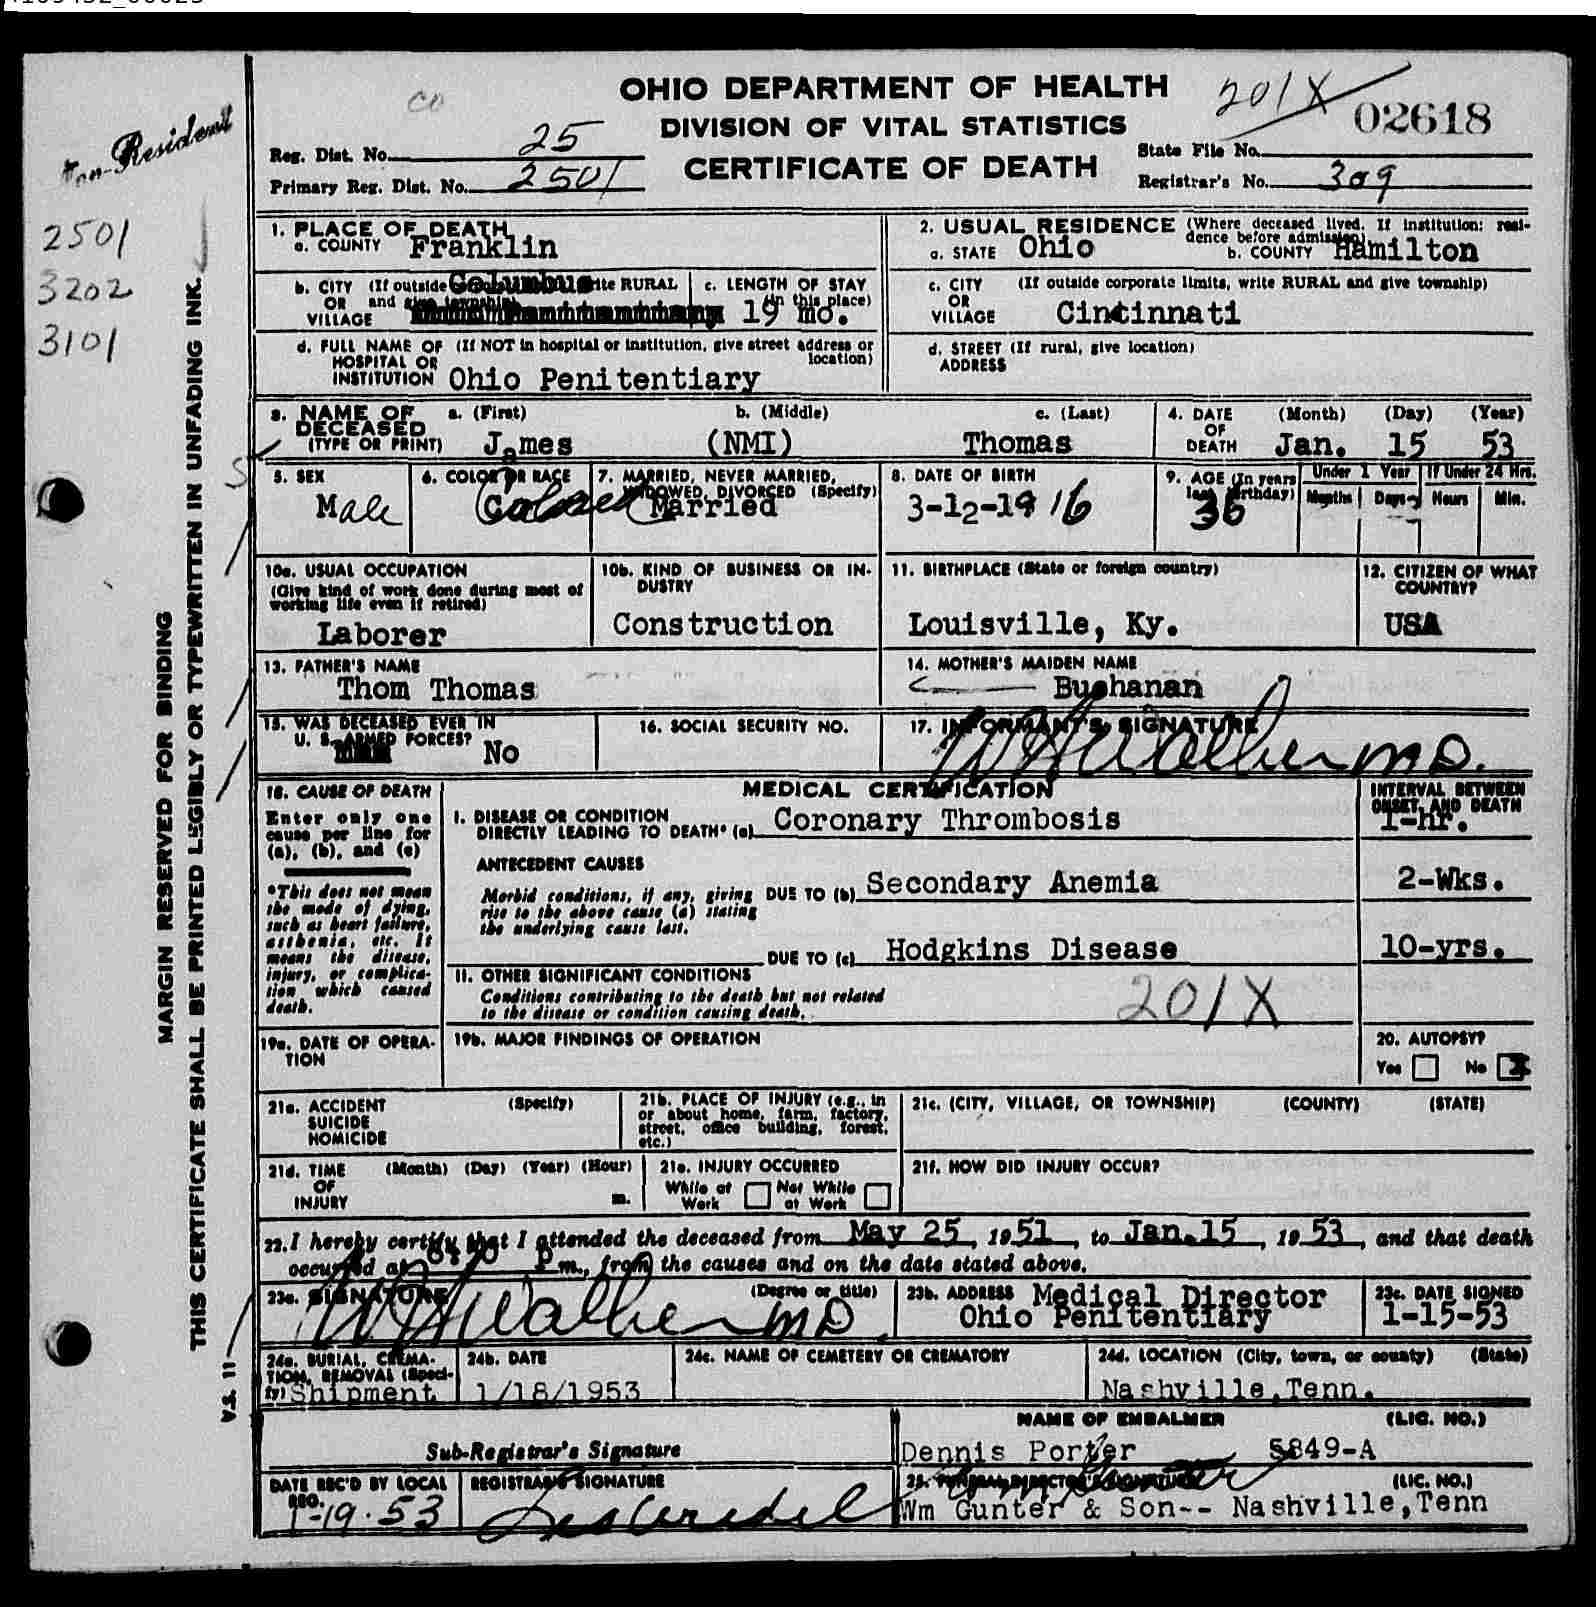 OHIO DEPARTMENT OF HEALTH
DIVISION OF VITAL STATISTICS
CERTIFICATE OF DEATH
co
201X
02618
Reg. Dist. No. 25
Primary Reg. Dist. No. 2501
State File No.
Registrar's No. 309
Non-Resident
2501
3202
3101
MARGIN RESERVED FOR BINDING
THIS CERTIFICATE SHALL BE PRINTED LEGIBLY OR TYPEWRITTEN IN UNFADING INK.
V.S. 11
1. PLACE OF DEATH
a. COUNTY Franklin
2. USUAL RESIDENCE (Where deceased lived. If institution: resi-
dence before admission)
a. STATE Ohio b. COUNTY Hamilton
b. CITY (If outside Columbus write RURAL
OR and give township)
VILLAGE
c. LENGTH OF STAY
(in this place)
19 mo.
c. CITY (If outside corporate limits, write RURAL and give township)
OR
VILLAGE Cincinnati
d. FULL NAME OF (If NOT in hospital or institution, give street address or
HOSPITAL OR location)
INSTITUTION Ohio Penitentiary
d. STREET (If rural, give location)
ADDRESS
3. NAME OF DECEASED
(TYPE OR PRINT)
a. (First) b. (Middle) c. (Last)
James (NMI) Thomas
4. DATE OF DEATH (Month) (Day) (Year)
Jan. 15 53
5. SEX
Male
6. COLOR OR RACE
Colored
7. MARRIED, NEVER MARRIED,
WIDOWED, DIVORCED (Specify)
Married
8. DATE OF BIRTH
3-12-1916
9. AGE (In years
last birthday)
36
Under 1 Year
Months Days
If Under 24 Hrs.
Hours Min.
10a. USUAL OCCUPATION
(Give kind of work done during most of
working life even if retired)
Laborer
10b. KIND OF BUSINESS OR IN-
DUSTRY
Construction
11. BIRTHPLACE (State or foreign country)
Louisville, Ky.
12. CITIZEN OF WHAT
COUNTRY?
USA
13. FATHER'S NAME
Thom Thomas
14. MOTHER'S MAIDEN NAME
Buchanan
15. WAS DECEASED EVER IN
U. S. ARMED FORCES?
No
16. SOCIAL SECURITY NO.
17. INFORMANT'S SIGNATURE
MD.
18. CAUSE OF DEATH
Enter only one
cause per line for
(a), (b), and (c)
*This does not mean
the mode of dying,
such as heart failure,
asthenia, etc. It
means the disease,
injury, or complica-
tion which caused
death.
MEDICAL CERTIFICATION
INTERVAL BETWEEN
ONSET AND DEATH
I. DISEASE OR CONDITION
DIRECTLY LEADING TO DEATH* (a) Coronary Thrombosis 1-hr.
ANTECEDENT CAUSES
Morbid conditions, if any, giving
rise to the above cause (a) stating
the underlying cause last.
DUE TO (b) Secondary Anemia 2-Wks.
DUE TO (c) Hodgkins Disease 10-yrs.
II. OTHER SIGNIFICANT CONDITIONS
Conditions contributing to the death but not related
to the disease or condition causing death.
201X
19a. DATE OF OPERA-
TION
19b. MAJOR FINDINGS OF OPERATION
20. AUTOPSY?
Yes No X
21a. ACCIDENT (Specify)
SUICIDE
HOMICIDE
21b. PLACE OF INJURY (e.g., in
or about home, farm, factory,
street, office building, forest,
etc.)
21c. (CITY, VILLAGE, OR TOWNSHIP) (COUNTY) (STATE)
21d. TIME (Month) (Day) (Year) (Hour)
OF
INJURY m.
21e. INJURY OCCURRED
While at Work Not While at Work
21f. HOW DID INJURY OCCUR?
22. I hereby certify that I attended the deceased from May 25, 1951, to Jan. 15, 1953, and that death
occurred at p m., from the causes and on the date stated above.
23a. SIGNATURE (Degree or title)
MD.
23b. ADDRESS Medical Director
Ohio Penitentiary
23c. DATE SIGNED
1-15-53
24a. BURIAL, CREMA-
TION, REMOVAL (Speci-
fy) Shipment
24b. DATE
1/18/1953
24c. NAME OF CEMETERY OR CREMATORY
24d. LOCATION (City, town, or county) (State)
Nashville, Tenn.
Sub-Registrar's Signature
NAME OF EMBALMER (LIC. NO.)
Dennis Porter 5849-A
DATE REC'D BY LOCAL
REG.
1-19-53
REGISTRAR'S SIGNATURE
25. FUNERAL DIRECTOR'S SIGNATURE (LIC. NO.)
Wm Gunter & Son-- Nashville, Tenn